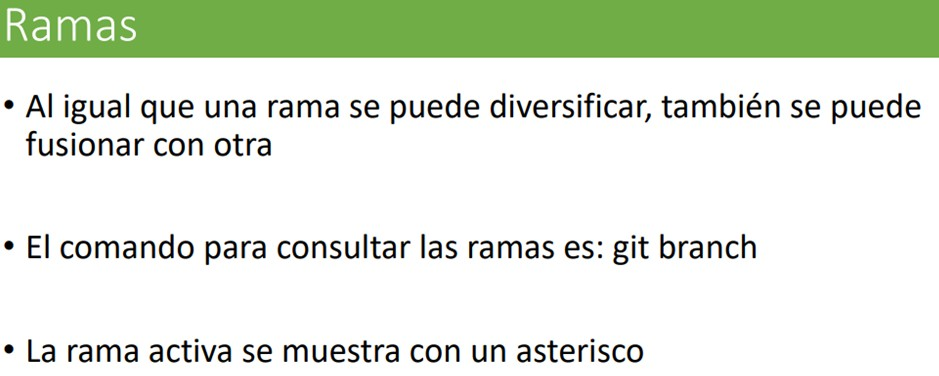 Ramas
• Al igual que una rama se puede diversificar, también se puede
fusionar con otra
• El comando para consultar las ramas es: git branch
• La rama activa se muestra con un asterisco